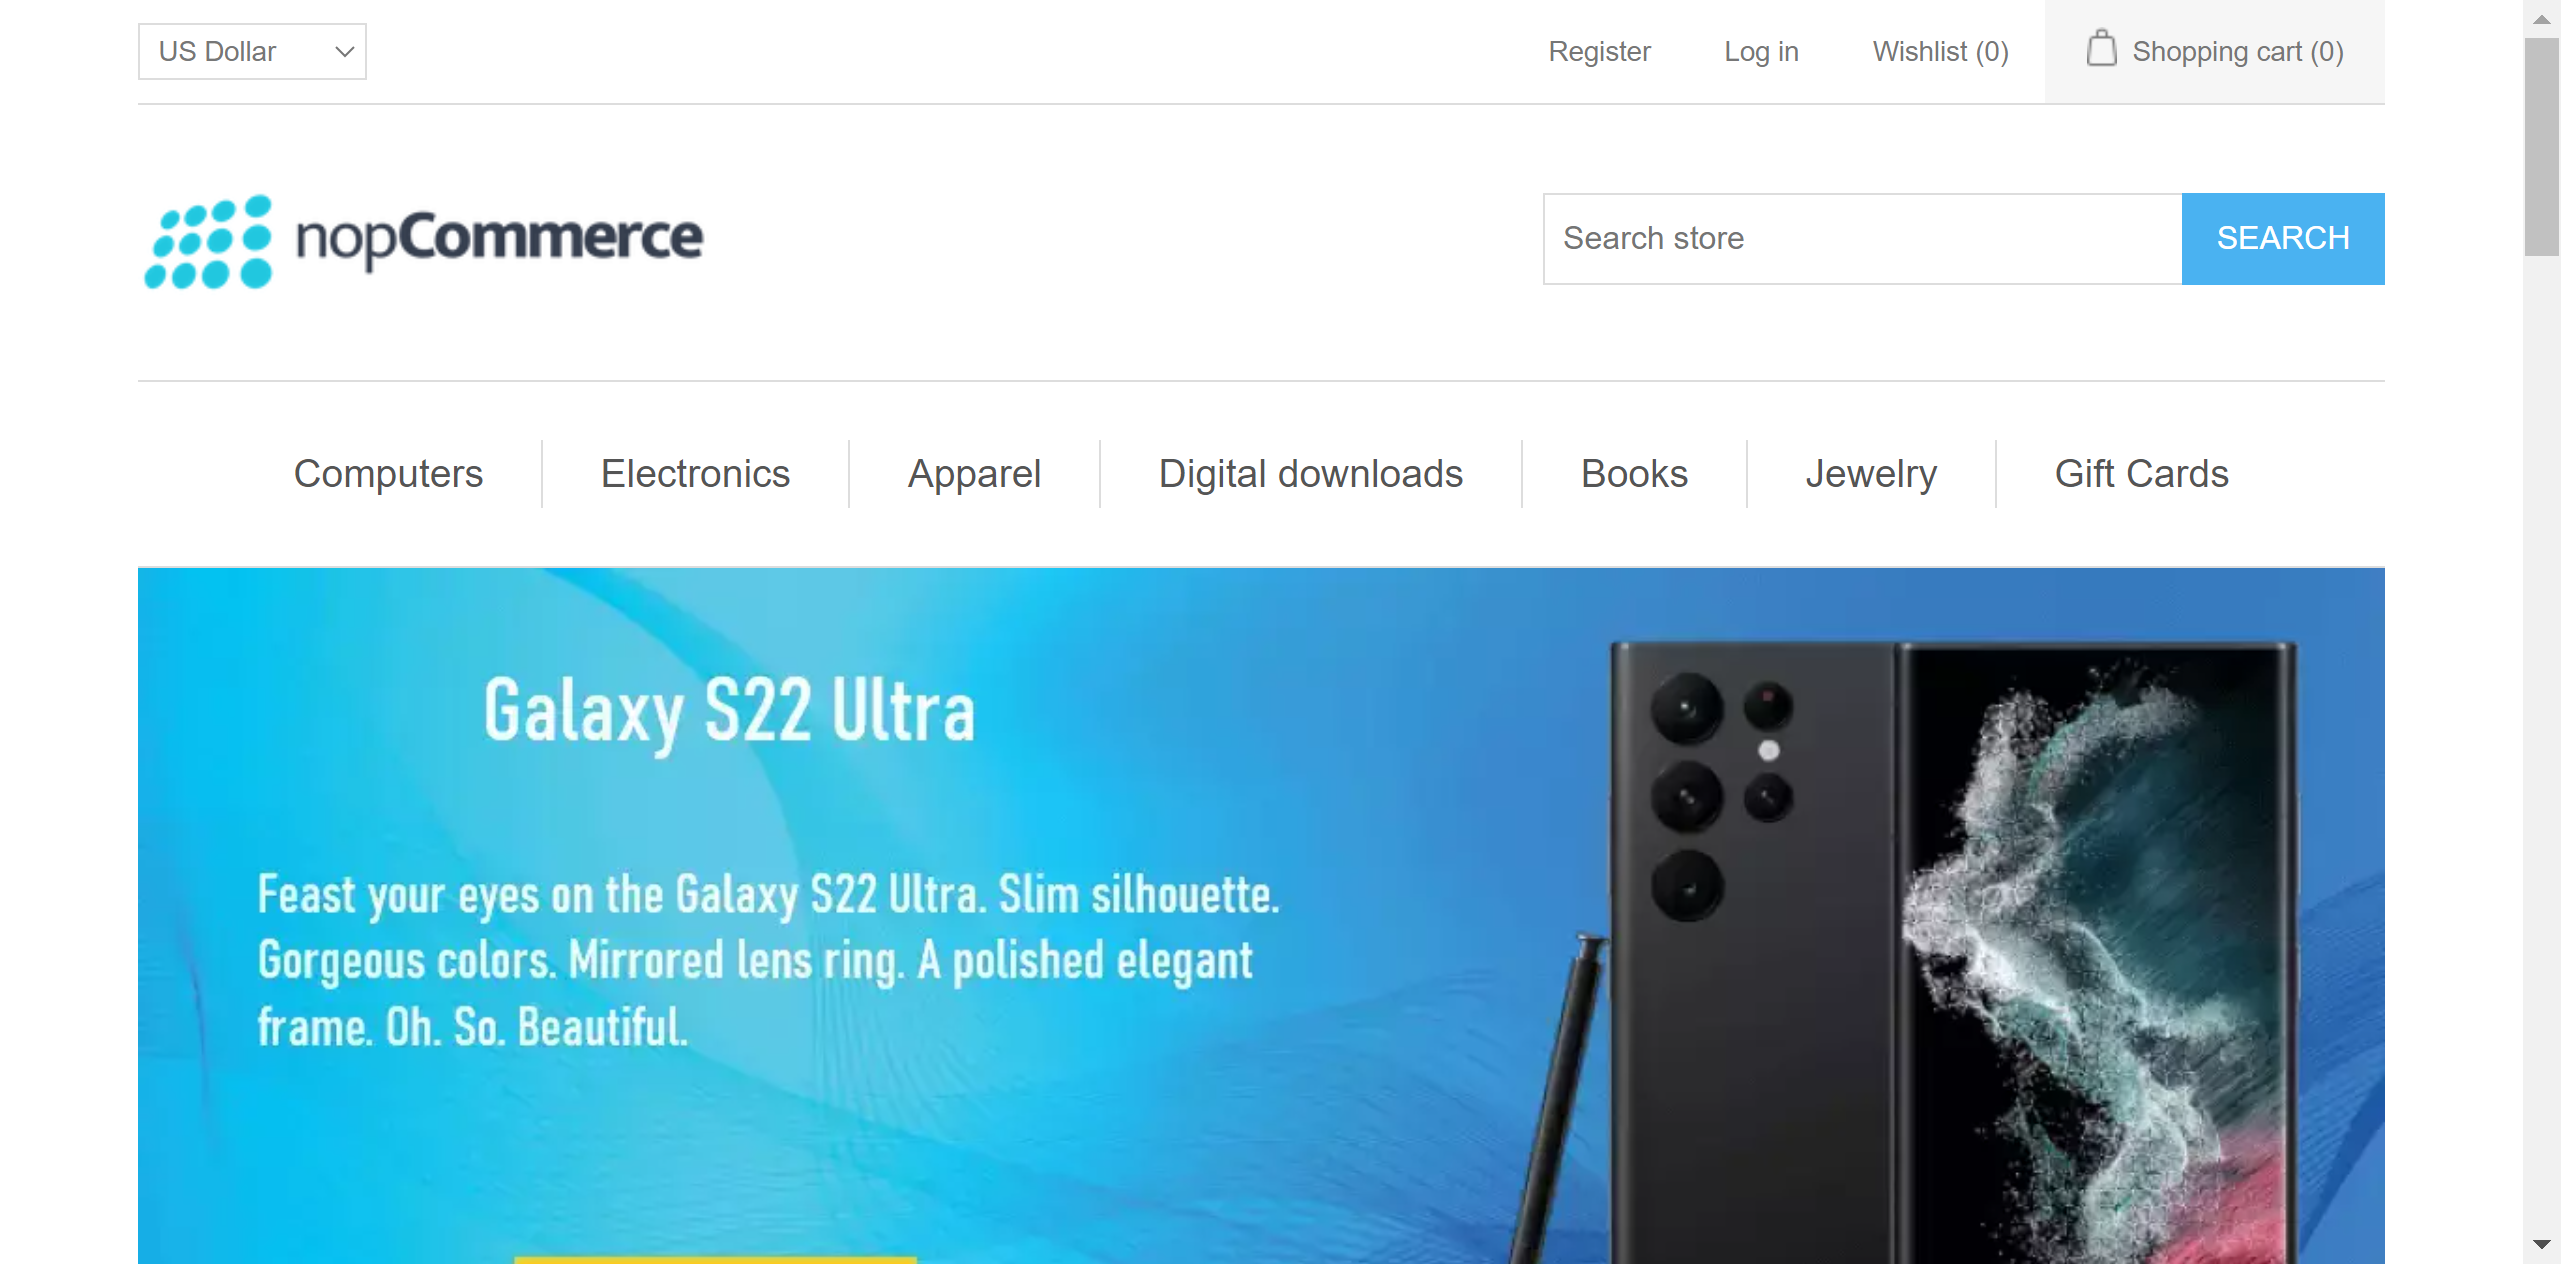 US Dollar
Register
Log in
Wishlist (0)
Shopping cart (0)
nopCommerce
Search store
SEARCH
Computers
Electronics
Apparel
Digital downloads
Books
Jewelry
Gift Cards
Galaxy S22 Ultra
Feast your eyes on the Galaxy S22 Ultra. Slim silhouette.
Gorgeous colors. Mirrored lens ring. A polished elegant
frame. Oh. So. Beautiful.